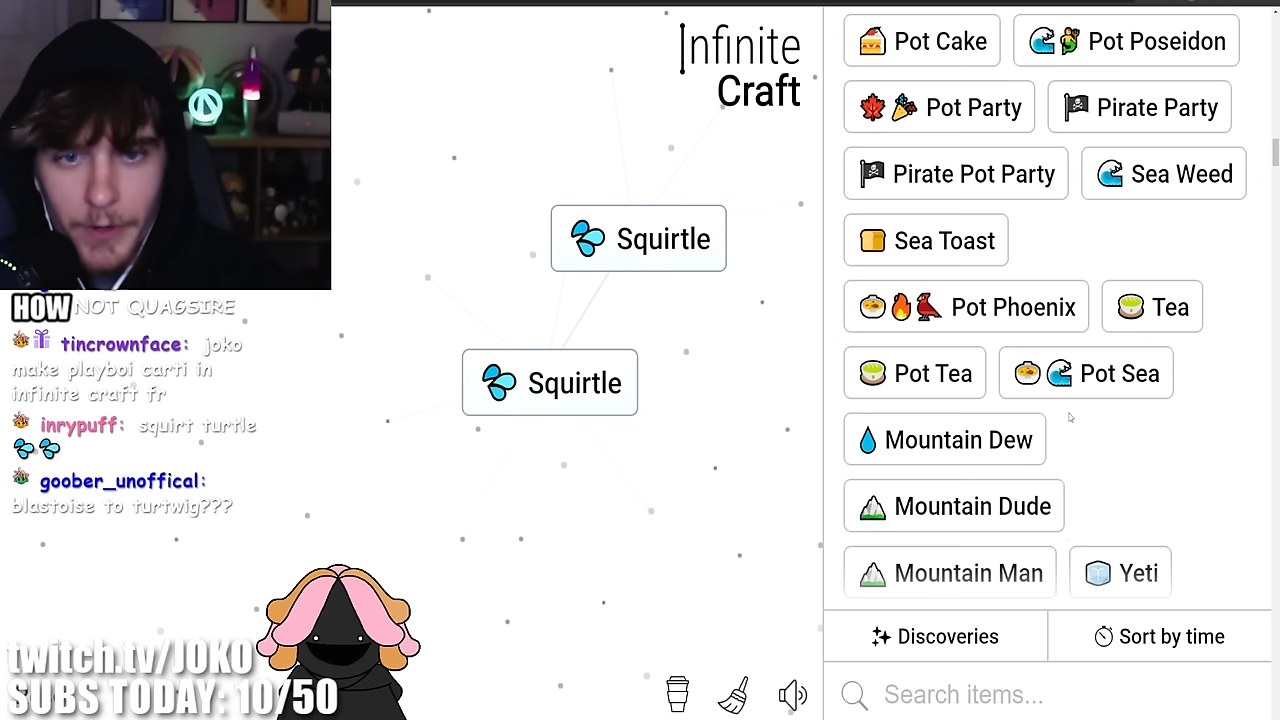 Infinite
Craft
Squirtle
Squirtle
HOW NOT QUAGSIRE
tincrownface: joko
make playboi carti in
infinite craft fr
inrypuff: squirt turtle
goober_unoffical:
blastoise to turtwig???
twitch.tv/JOKO
SUBS TODAY: 10/50
Pot Cake
Pot Poseidon
Pot Party
Pirate Party
Pirate Pot Party
Sea Weed
Sea Toast
Pot Phoenix
Tea
Pot Tea
Pot Sea
Mountain Dew
Mountain Dude
Mountain Man
Yeti
Discoveries
Sort by time
Search items...